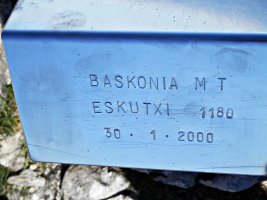 BASKONIA M T
ESKUTXI 1180
30 · 1 · 2000